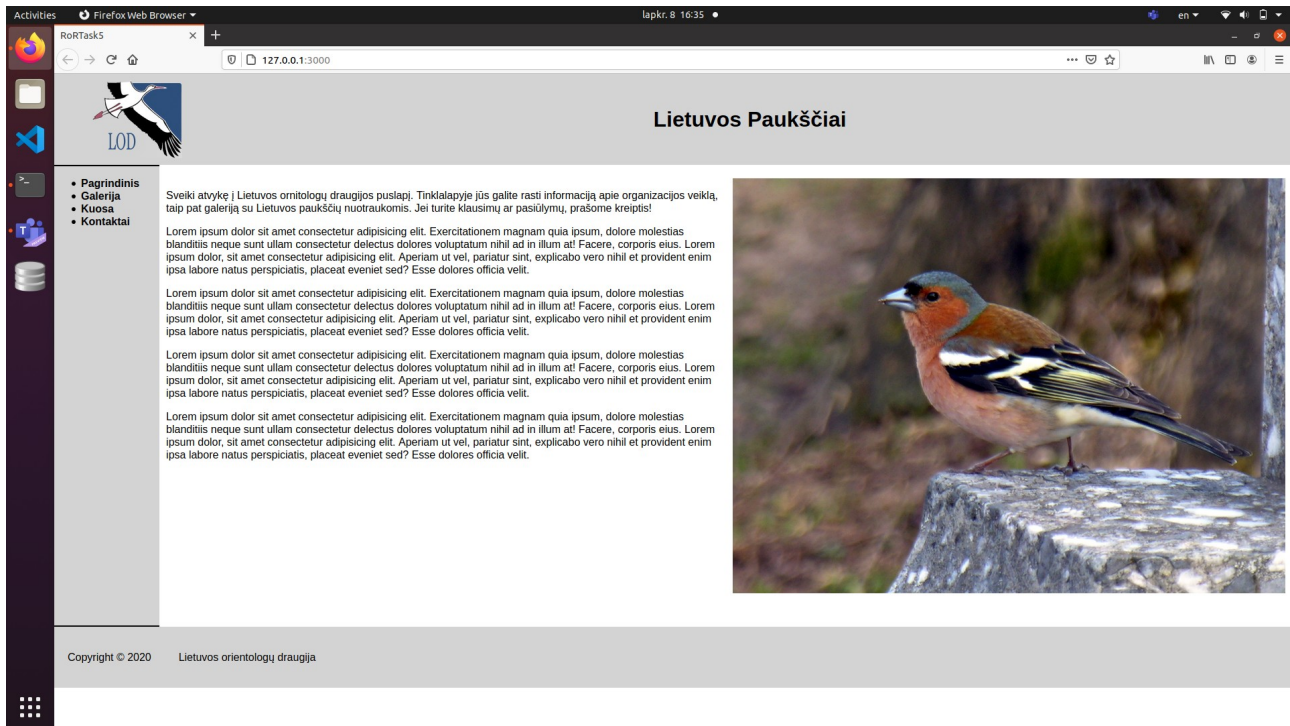 Activities
Firefox Web Browser
lapkr. 8 16:35
en
RoRTask5
127.0.0.1:3000
LOD
Lietuvos Paukščiai
Pagrindinis
Galerija
Kuosa
Kontaktai
Sveiki atvykę į Lietuvos ornitologų draugijos puslapį. Tinklalapyje jūs galite rasti informaciją apie organizacijos veiklą,
taip pat galeriją su Lietuvos paukščių nuotraukomis. Jei turite klausimų ar pasiūlymų, prašome kreiptis!
Lorem ipsum dolor sit amet consectetur adipisicing elit. Exercitationem magnam quia ipsum, dolore molestias
blanditiis neque sunt ullam consectetur delectus dolores voluptatum nihil ad in illum at! Facere, corporis eius. Lorem
ipsum dolor, sit amet consectetur adipisicing elit. Aperiam ut vel, pariatur sint, explicabo vero nihil et provident enim
ipsa labore natus perspiciatis, placeat eveniet sed? Esse dolores officia velit.
Lorem ipsum dolor sit amet consectetur adipisicing elit. Exercitationem magnam quia ipsum, dolore molestias
blanditiis neque sunt ullam consectetur delectus dolores voluptatum nihil ad in illum at! Facere, corporis eius. Lorem
ipsum dolor, sit amet consectetur adipisicing elit. Aperiam ut vel, pariatur sint, explicabo vero nihil et provident enim
ipsa labore natus perspiciatis, placeat eveniet sed? Esse dolores officia velit.
Lorem ipsum dolor sit amet consectetur adipisicing elit. Exercitationem magnam quia ipsum, dolore molestias
blanditiis neque sunt ullam consectetur delectus dolores voluptatum nihil ad in illum at! Facere, corporis eius. Lorem
ipsum dolor, sit amet consectetur adipisicing elit. Aperiam ut vel, pariatur sint, explicabo vero nihil et provident enim
ipsa labore natus perspiciatis, placeat eveniet sed? Esse dolores officia velit.
Lorem ipsum dolor sit amet consectetur adipisicing elit. Exercitationem magnam quia ipsum, dolore molestias
blanditiis neque sunt ullam consectetur delectus dolores voluptatum nihil ad in illum at! Facere, corporis eius. Lorem
ipsum dolor, sit amet consectetur adipisicing elit. Aperiam ut vel, pariatur sint, explicabo vero nihil et provident enim
ipsa labore natus perspiciatis, placeat eveniet sed? Esse dolores officia velit.
Copyright © 2020 Lietuvos orientologų draugija